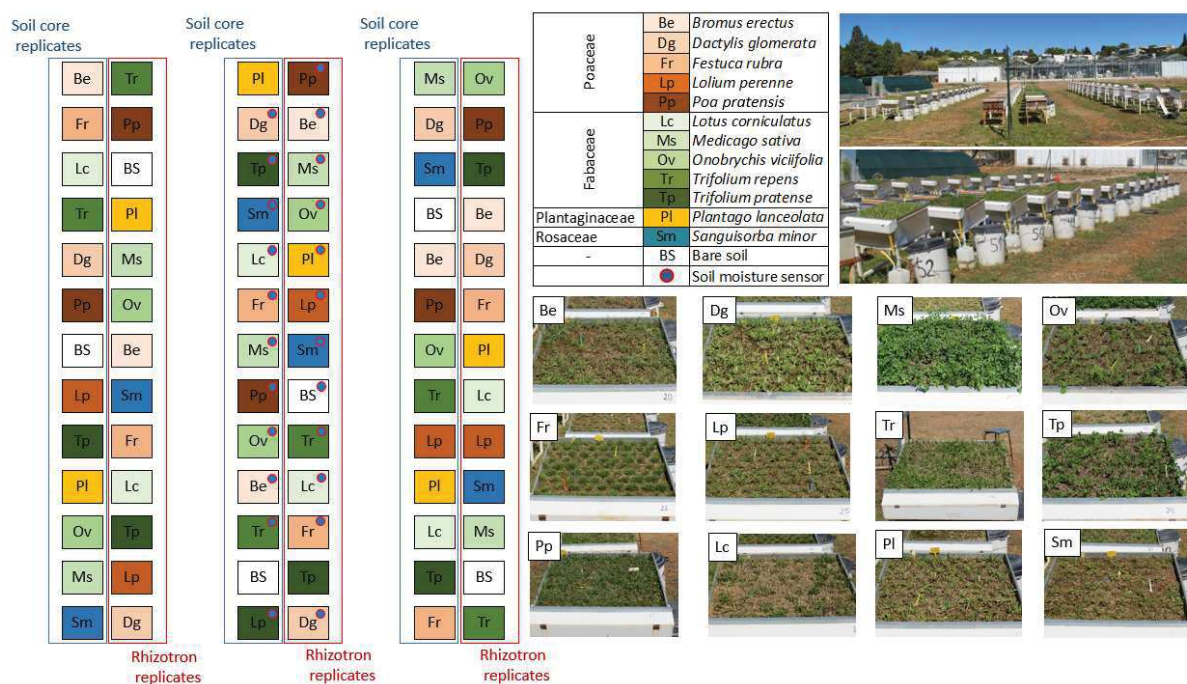 Soil core
replicates
Be Tr
Fr Pp
Lc BS
Tr Pl
Dg Ms
Pp Ov
BS Be
Lp Sm
Tp Fr
Pl Lc
Ov Tp
Ms Lp
Sm Dg
Rhizotron
replicates
Soil core
replicates
Pl Pp
Dg Be
Tp Ms
Sm Ov
Lc Pl
Fr Lp
Ms Sm
Pp BS
Ov Tr
Be Lc
Tr Fr
BS Tp
Lp Dg
Rhizotron
replicates
Soil core
replicates
Ms Ov
Dg Pp
Sm Tp
BS Be
Be Dg
Pp Fr
Ov Pl
Tr Lc
Lp Lp
Pl Sm
Lc Ms
Tp BS
Fr Tr
Rhizotron
replicates
Poaceae
Be Bromus erectus
Dg Dactylis glomerata
Fr Festuca rubra
Lp Lolium perenne
Pp Poa pratensis
Fabaceae
Lc Lotus corniculatus
Ms Medicago sativa
Ov Onobrychis viciifolia
Tr Trifolium repens
Tp Trifolium pratense
Plantaginaceae Pl Plantago lanceolata
Rosaceae Sm Sanguisorba minor
- BS Bare soil
Soil moisture sensor
52
51
Be Dg Ms Ov
20
Fr Lp Tr Tp
Pp Lc Pl Sm